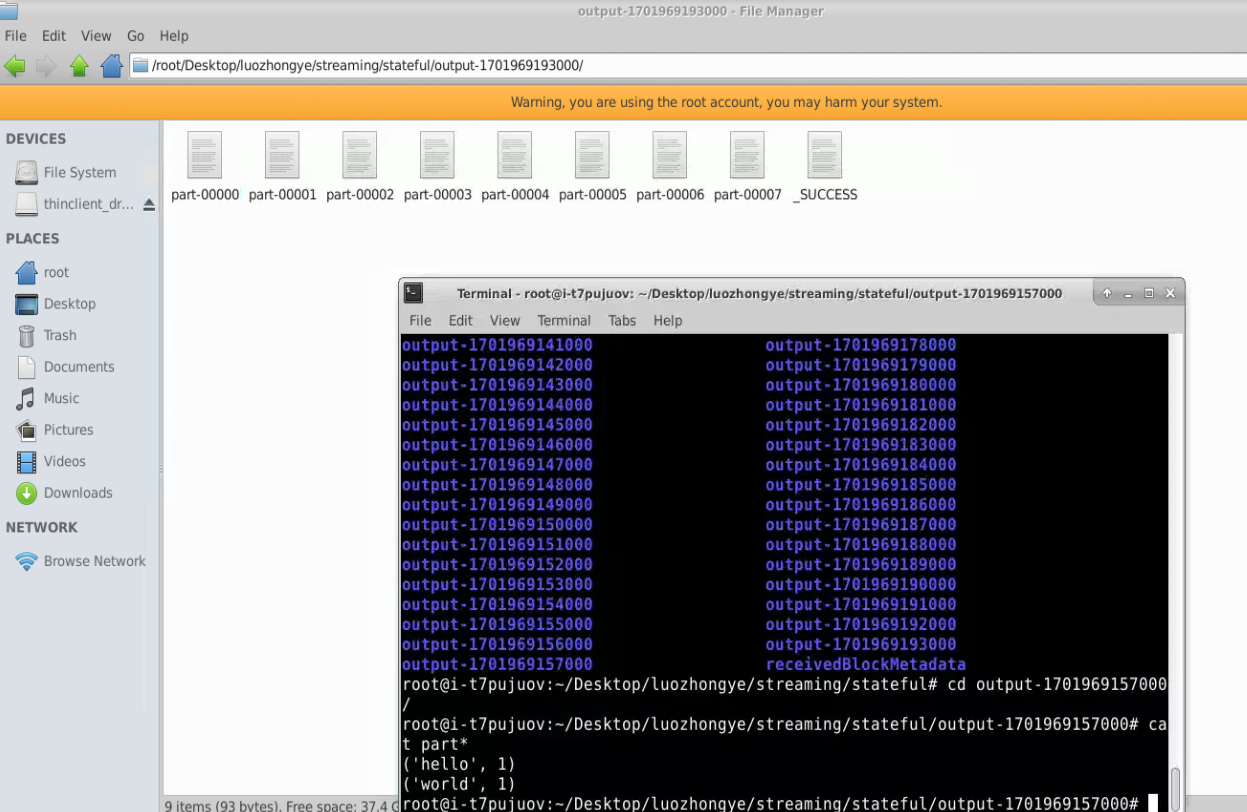 output-1701969193000 - File Manager
File Edit View Go Help
/root/Desktop/luozhongye/streaming/stateful/output-1701969193000/
Warning, you are using the root account, you may harm your system.
DEVICES
File System
thinclient_dr...
PLACES
root
Desktop
Trash
Documents
Music
Pictures
Videos
Downloads
NETWORK
Browse Network
part-00000 part-00001 part-00002 part-00003 part-00004 part-00005 part-00006 part-00007 _SUCCESS
Terminal - root@i-t7pujuov: ~/Desktop/luozhongye/streaming/stateful/output-1701969157000
File Edit View Terminal Tabs Help
output-1701969141000 output-1701969178000
output-1701969142000 output-1701969179000
output-1701969143000 output-1701969180000
output-1701969144000 output-1701969181000
output-1701969145000 output-1701969182000
output-1701969146000 output-1701969183000
output-1701969147000 output-1701969184000
output-1701969148000 output-1701969185000
output-1701969149000 output-1701969186000
output-1701969150000 output-1701969187000
output-1701969151000 output-1701969188000
output-1701969152000 output-1701969189000
output-1701969153000 output-1701969190000
output-1701969154000 output-1701969191000
output-1701969155000 output-1701969192000
output-1701969156000 output-1701969193000
output-1701969157000 receivedBlockMetadata
root@i-t7pujuov:~/Desktop/luozhongye/streaming/stateful# cd output-1701969157000
/
root@i-t7pujuov:~/Desktop/luozhongye/streaming/stateful/output-1701969157000# ca
t part*
('hello', 1)
('world', 1)
root@i-t7pujuov:~/Desktop/luozhongye/streaming/stateful/output-1701969157000#
9 items (93 bytes), Free space: 37.4